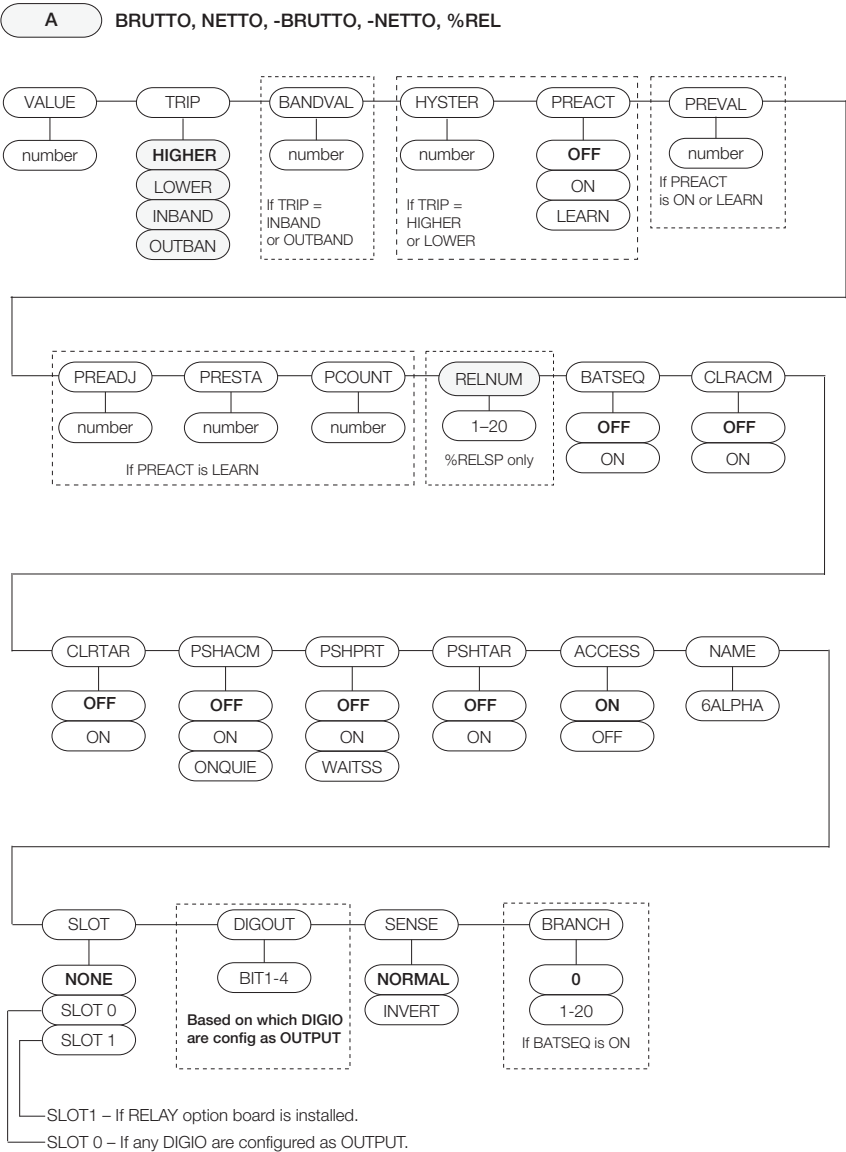 A BRUTTO, NETTO, -BRUTTO, -NETTO, %REL
VALUE TRIP BANDVAL HYSTER PREACT PREVAL
number HIGHER number number OFF number
LOWER ON
INBAND LEARN
OUTBAN
If TRIP =
INBAND
or OUTBAND
If TRIP =
HIGHER
or LOWER
If PREACT
is ON or LEARN
PREADJ PRESTA PCOUNT RELNUM BATSEQ CLRACM
number number number 1–20 OFF OFF
ON ON
If PREACT is LEARN
%RELSP only
CLRTAR PSHACM PSHPRT PSHTAR ACCESS NAME
OFF OFF OFF OFF ON 6ALPHA
ON ON ON ON OFF
ONQUIE WAITSS
SLOT DIGOUT SENSE BRANCH
NONE BIT1-4 NORMAL 0
SLOT 0 INVERT 1-20
SLOT 1
Based on which DIGIO
are config as OUTPUT
If BATSEQ is ON
SLOT1 – If RELAY option board is installed.
SLOT 0 – If any DIGIO are configured as OUTPUT.